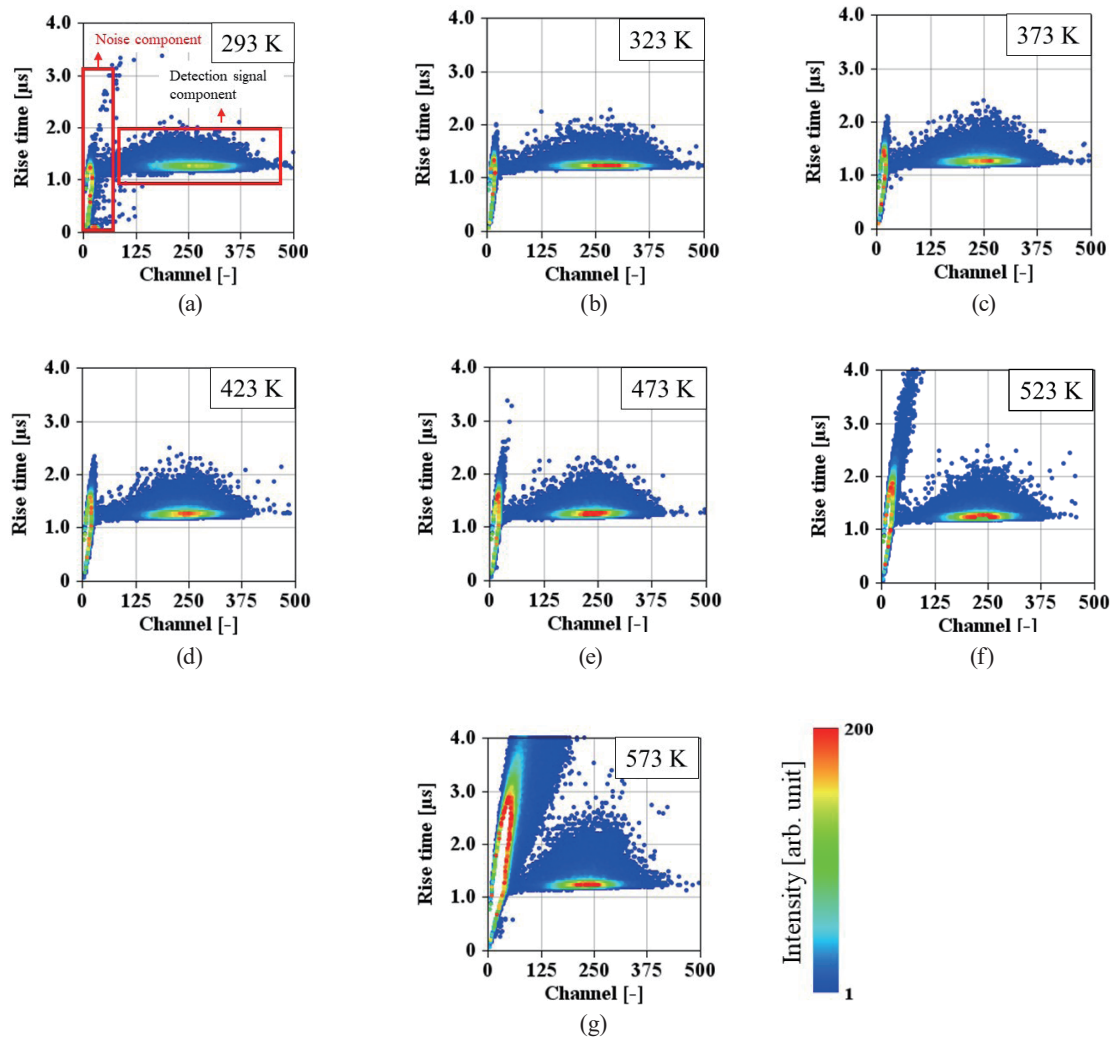 4.0
3.0
2.0
1.0
0
Rise time [µs]
Noise component
293 K
Detection signal
component
0 125 250 375 500
Channel [-]
(a)
4.0
3.0
2.0
1.0
0
Rise time [µs]
323 K
0 125 250 375 500
Channel [-]
(b)
4.0
3.0
2.0
1.0
0
Rise time [µs]
373 K
0 125 250 375 500
Channel [-]
(c)
4.0
3.0
2.0
1.0
0
Rise time [µs]
423 K
0 125 250 375 500
Channel [-]
(d)
4.0
3.0
2.0
1.0
0
Rise time [µs]
473 K
0 125 250 375 500
Channel [-]
(e)
4.0
3.0
2.0
1.0
0
Rise time [µs]
523 K
0 125 250 375 500
Channel [-]
(f)
4.0
3.0
2.0
1.0
0
Rise time [µs]
573 K
0 125 250 375 500
Channel [-]
(g)
200
Intensity [arb. unit]
1